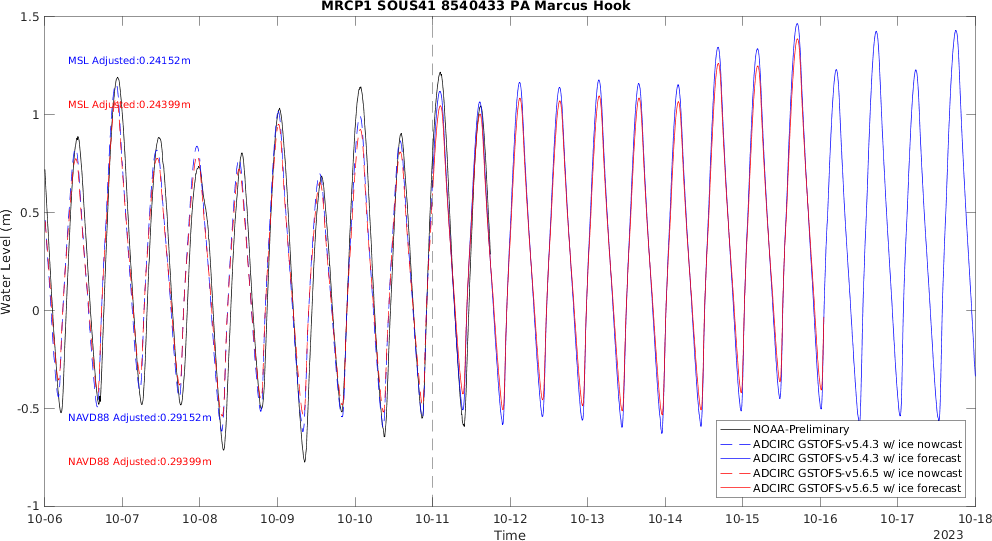 MRCP1 SOUS41 8540433 PA Marcus Hook
1.5
1
0.5
0
-0.5
-1
Water Level (m)
MSL Adjusted:0.24152m
MSL Adjusted:0.24399m
NAVD88 Adjusted:0.29152m
NAVD88 Adjusted:0.29399m
NOAA-Preliminary
ADCIRC GSTOFS-v5.4.3 w/ ice nowcast
ADCIRC GSTOFS-v5.4.3 w/ ice forecast
ADCIRC GSTOFS-v5.6.5 w/ ice nowcast
ADCIRC GSTOFS-v5.6.5 w/ ice forecast
10-06 10-07 10-08 10-09 10-10 10-11 10-12 10-13 10-14 10-15 10-16 10-17 10-18
Time
2023